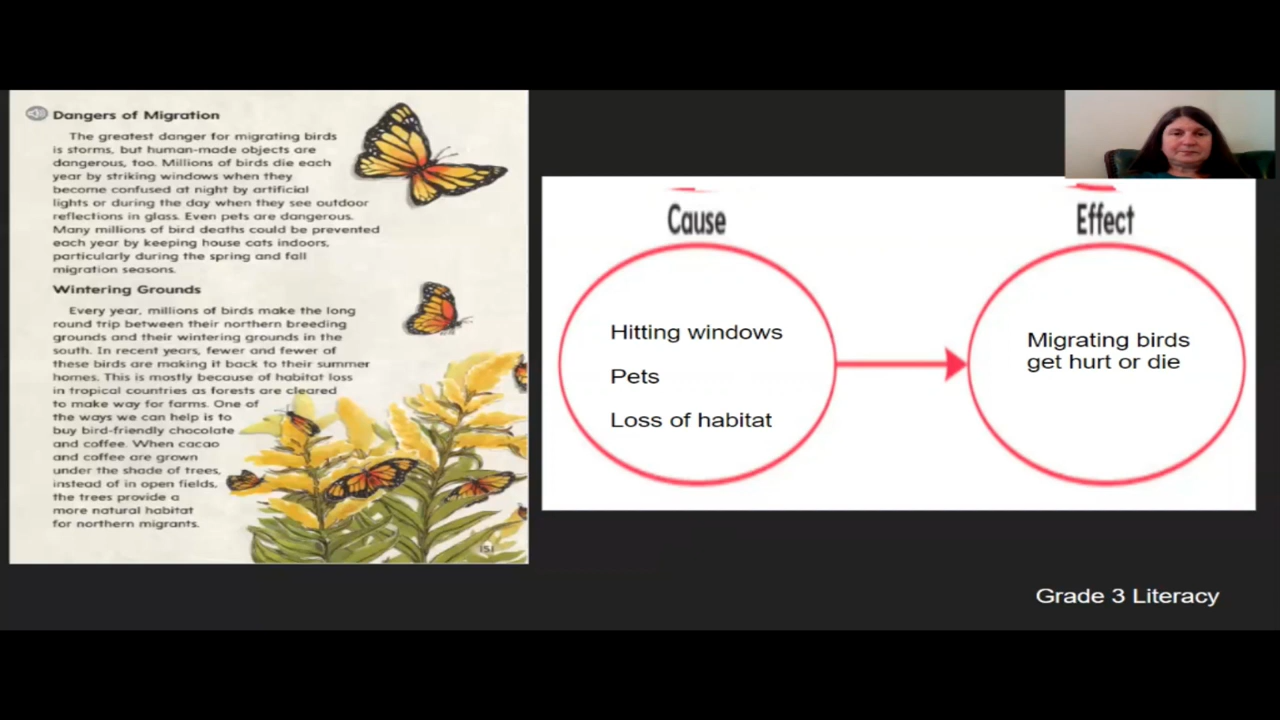 Dangers of Migration
The greatest danger for migrating birds
is storms, but human-made objects are
dangerous, too. Millions of birds die each
year by striking windows when they
become confused at night by artificial
lights or during the day when they see outdoor
reflections in glass. Even pets are dangerous.
Many millions of bird deaths could be prevented
each year by keeping house cats indoors,
particularly during the spring and fall
migration seasons.
Wintering Grounds
Every year, millions of birds make the long
round trip between their northern breeding
grounds and their wintering grounds in the
south. In recent years, fewer and fewer of
these birds are making it back to their summer
homes. This is mostly because of habitat loss
in tropical countries as forests are cleared
to make way for farms. One of
the ways we can help is to
buy bird-friendly chocolate
and coffee. When cacao
and coffee are grown
under the shade of trees,
instead of in open fields,
the trees provide a
more natural habitat
for northern migrants.
151
Cause
Hitting windows
Pets
Loss of habitat
Effect
Migrating birds
get hurt or die
Grade 3 Literacy